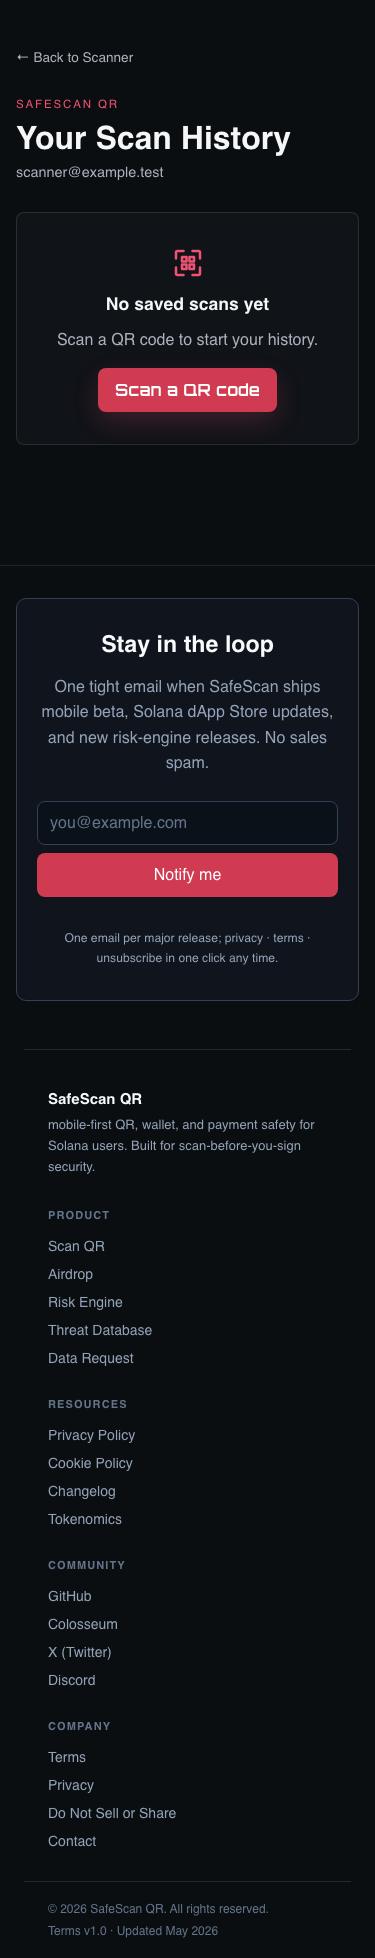 ← Back to Scanner
SAFESCAN QR
Your Scan History
scanner@example.test
No saved scans yet
Scan a QR code to start your history.
Scan a QR code
Stay in the loop
One tight email when SafeScan ships
mobile beta, Solana dApp Store updates,
and new risk-engine releases. No sales
spam.
you@example.com
Notify me
One email per major release; privacy · terms ·
unsubscribe in one click any time.
SafeScan QR
mobile-first QR, wallet, and payment safety for
Solana users. Built for scan-before-you-sign
security.
PRODUCT
Scan QR
Airdrop
Risk Engine
Threat Database
Data Request
RESOURCES
Privacy Policy
Cookie Policy
Changelog
Tokenomics
COMMUNITY
GitHub
Colosseum
X (Twitter)
Discord
COMPANY
Terms
Privacy
Do Not Sell or Share
Contact
© 2026 SafeScan QR. All rights reserved.
Terms v1.0 · Updated May 2026